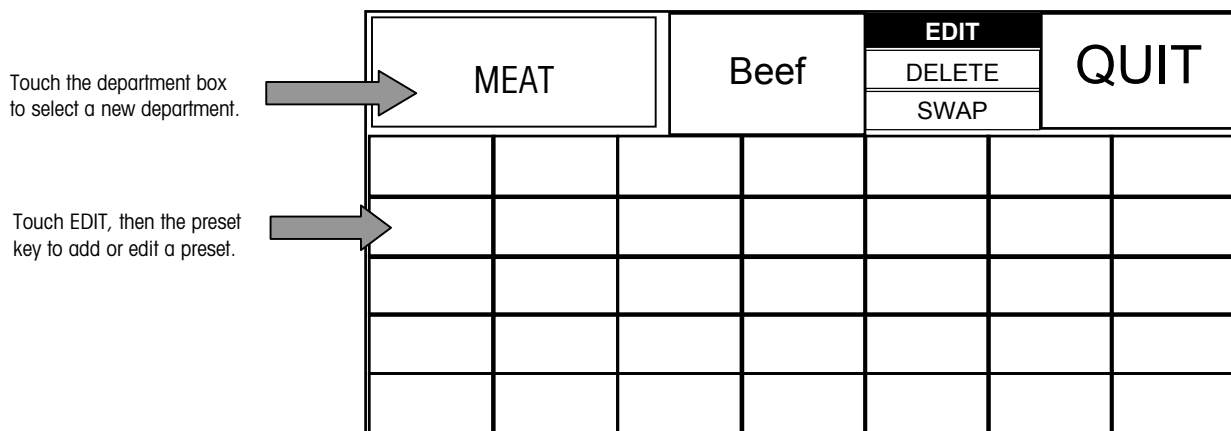 Touch the department box
to select a new department.
MEAT
Beef
EDIT
DELETE
SWAP
QUIT
Touch EDIT, then the preset
key to add or edit a preset.